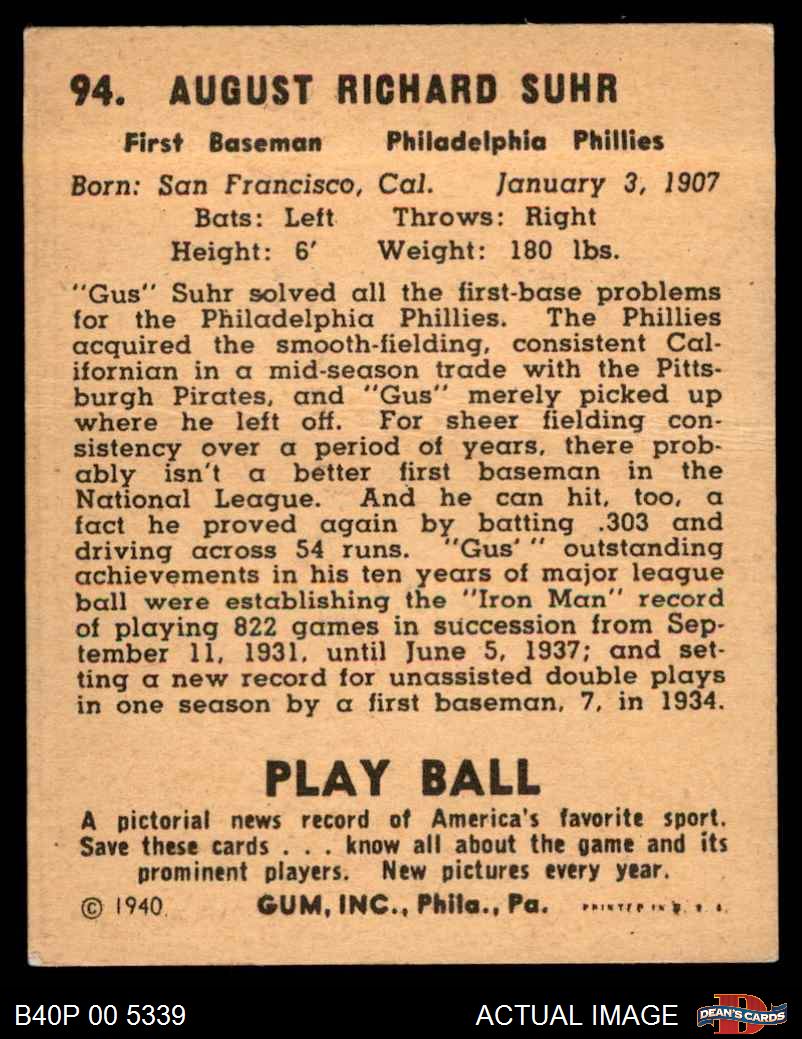 94. AUGUST RICHARD SUHR
First Baseman Philadelphia Phillies
Born: San Francisco, Cal. January 3, 1907
Bats: Left Throws: Right
Height: 6' Weight: 180 lbs.
"Gus" Suhr solved all the first-base problems
for the Philadelphia Phillies. The Phillies
acquired the smooth-fielding, consistent Cal-
ifornian in a mid-season trade with the Pitts-
burgh Pirates, and "Gus" merely picked up
where he left off. For sheer fielding con-
sistency over a period of years, there prob-
ably isn't a better first baseman in the
National League. And he can hit, too, a
fact he proved again by batting .303 and
driving across 54 runs. "Gus'" outstanding
achievements in his ten years of major league
ball were establishing the "Iron Man" record
of playing 822 games in succession from Sep-
tember 11, 1931, until June 5, 1937; and set-
ting a new record for unassisted double plays
in one season by a first baseman, 7, in 1934.
PLAY BALL
A pictorial news record of America's favorite sport.
Save these cards . . . know all about the game and its
prominent players. New pictures every year.
© 1940 GUM, INC., Phila., Pa. PRINTED IN U. S. A.
B40P 00 5339 ACTUAL IMAGE D DEAN'S CARDS